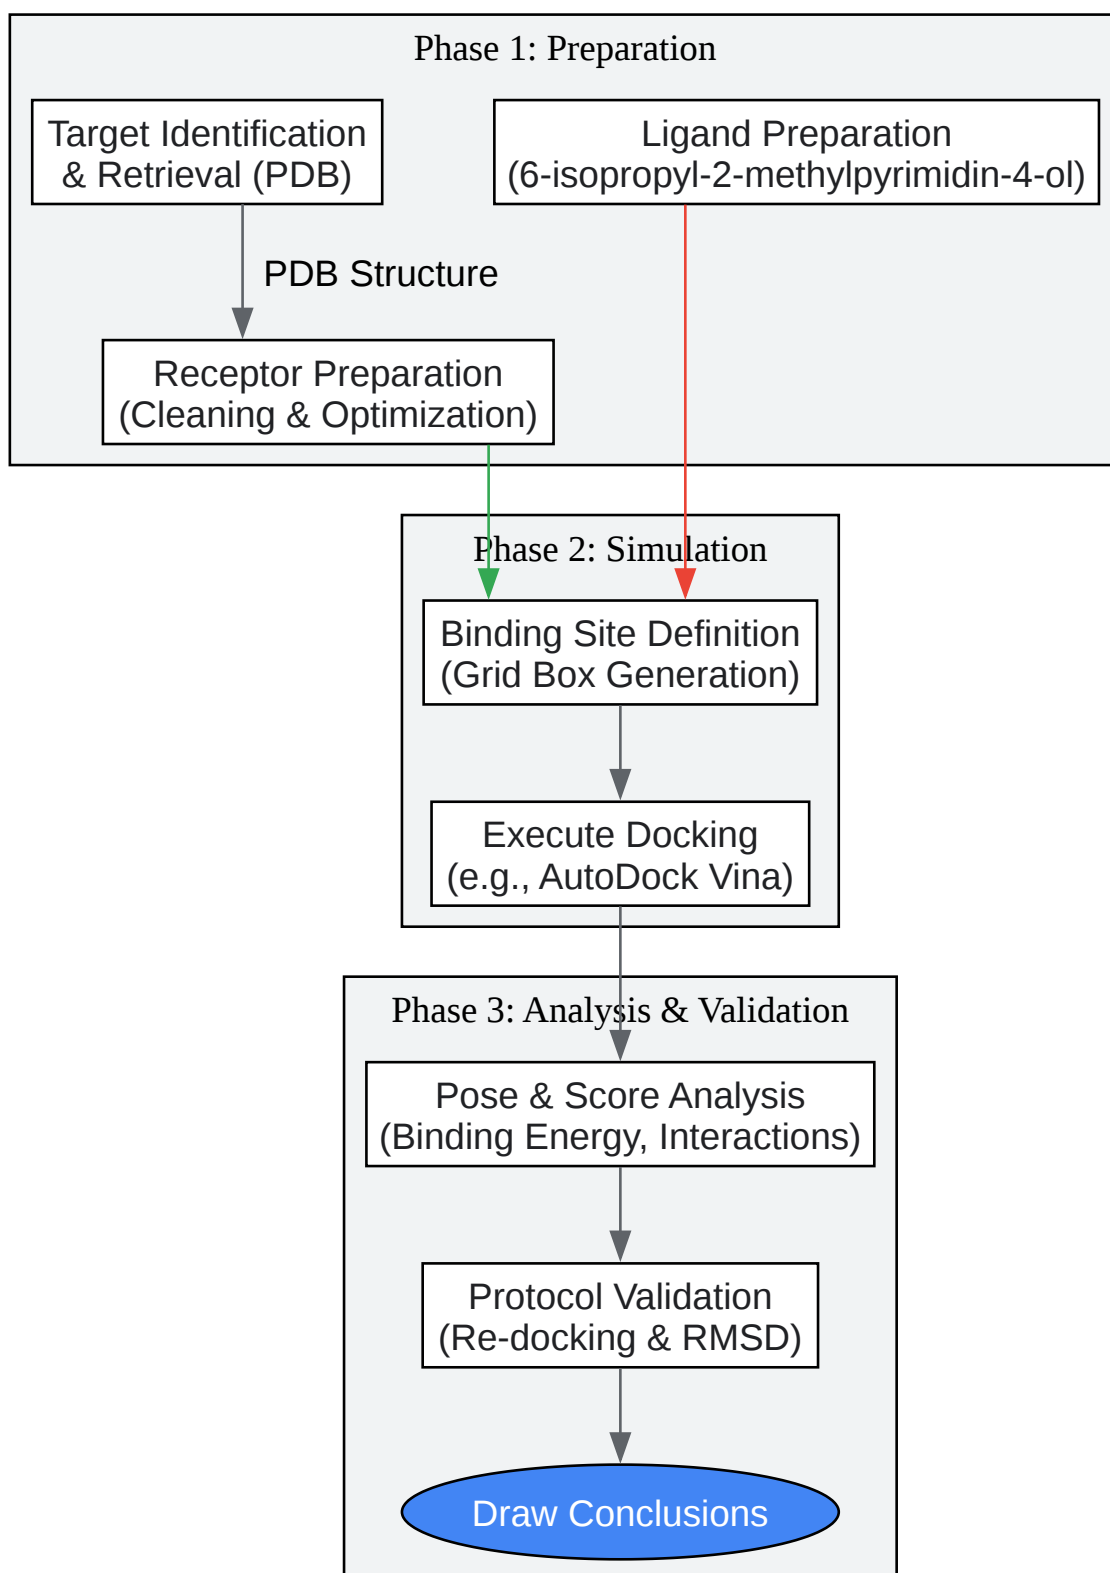 Phase 1: Preparation
Target Identification
& Retrieval (PDB)
Ligand Preparation
(6-isopropyl-2-methylpyrimidin-4-ol)
PDB Structure
Receptor Preparation
(Cleaning & Optimization)
Phase 2: Simulation
Binding Site Definition
(Grid Box Generation)
Execute Docking
(e.g., AutoDock Vina)
Phase 3: Analysis & Validation
Pose & Score Analysis
(Binding Energy, Interactions)
Protocol Validation
(Re-docking & RMSD)
Draw Conclusions